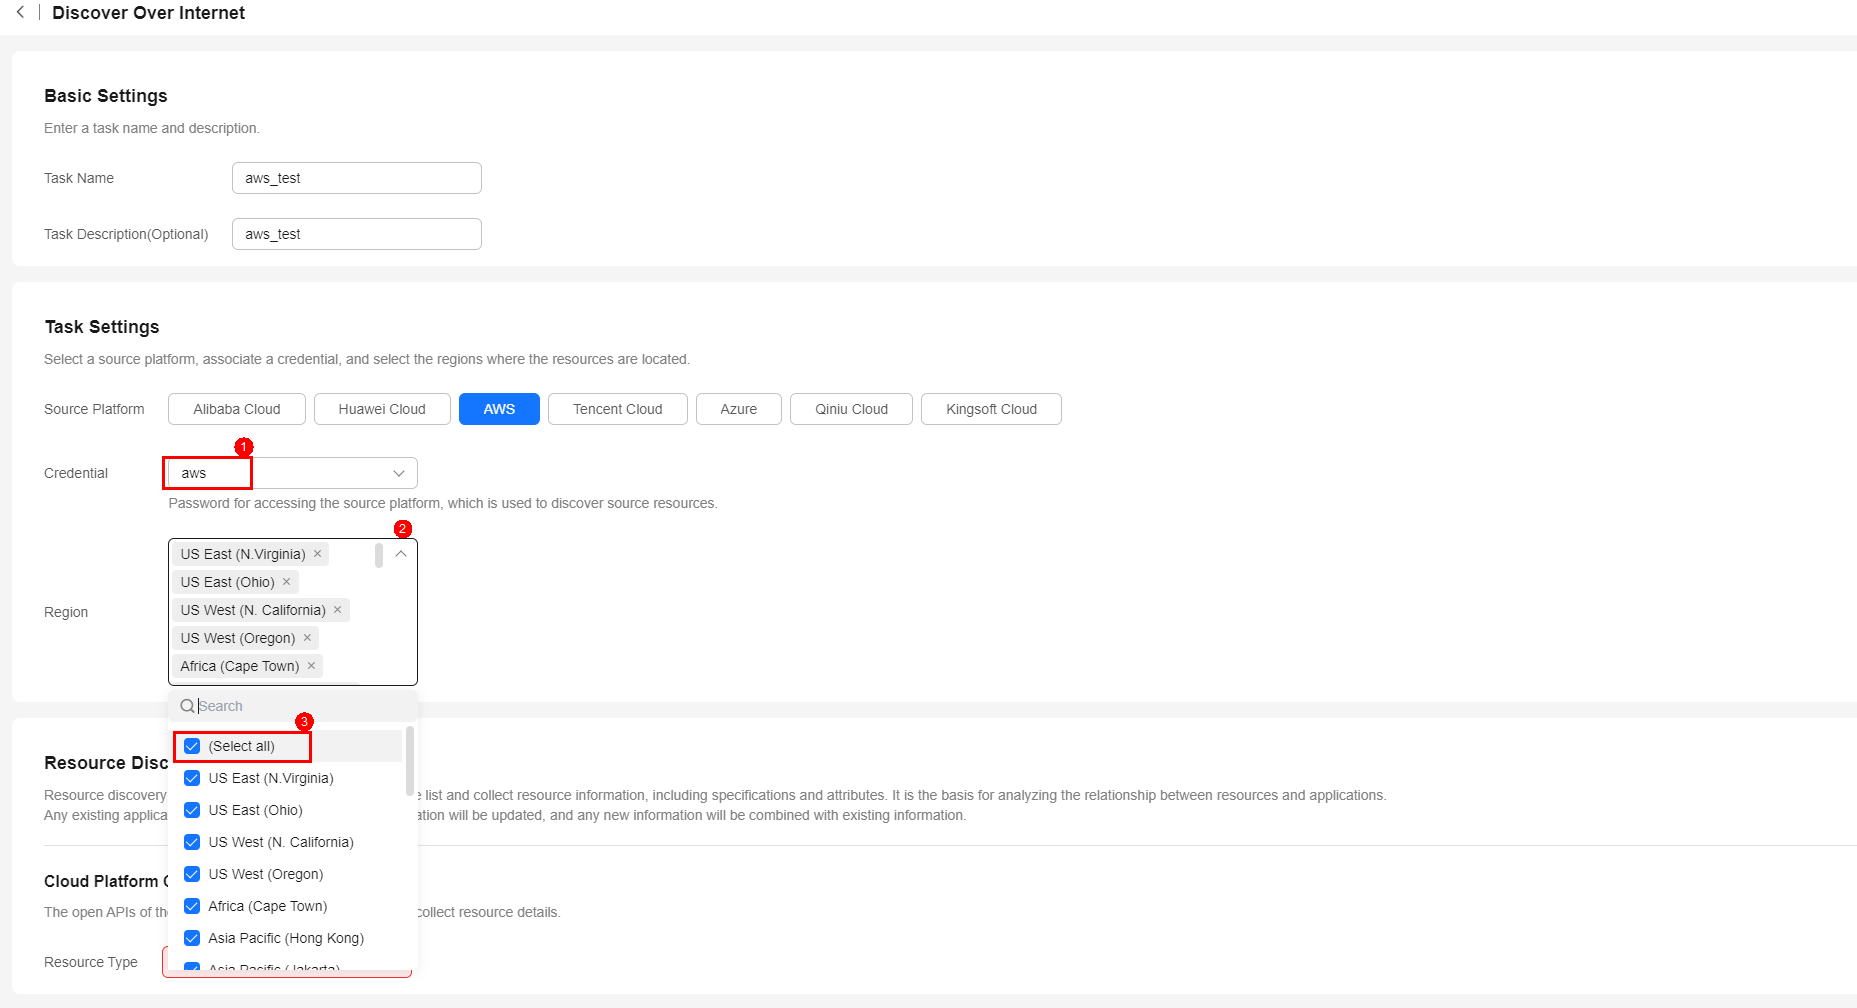 Discover Over Internet
Basic Settings
Enter a task name and description.
Task Name
aws_test
Task Description(Optional)
aws_test
Task Settings
Select a source platform, associate a credential, and select the regions where the resources are located.
Source Platform
Alibaba Cloud
Huawei Cloud
AWS
Tencent Cloud
Azure
Qiniu Cloud
Kingsoft Cloud
1
Credential
aws
Password for accessing the source platform, which is used to discover source resources.
2
Region
US East (N.Virginia) ×
US East (Ohio) ×
US West (N. California) ×
US West (Oregon) ×
Africa (Cape Town) ×
Search
3
(Select all)
US East (N.Virginia)
US East (Ohio)
US West (N. California)
US West (Oregon)
Africa (Cape Town)
Asia Pacific (Hong Kong)
Asia Pacific (Jakarta)
Resource Disc
Resource discovery
list and collect resource information, including specifications and attributes. It is the basis for analyzing the relationship between resources and applications.
Any existing applica
ation will be updated, and any new information will be combined with existing information.
Cloud Platform
The open APIs of th
collect resource details.
Resource Type